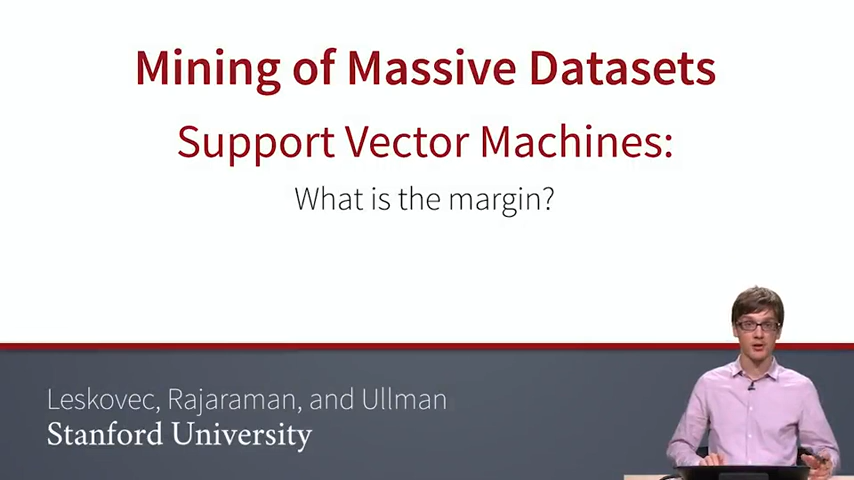 Mining of Massive Datasets
Support Vector Machines:
What is the margin?
Leskovec, Rajaraman, and Ullman
Stanford University